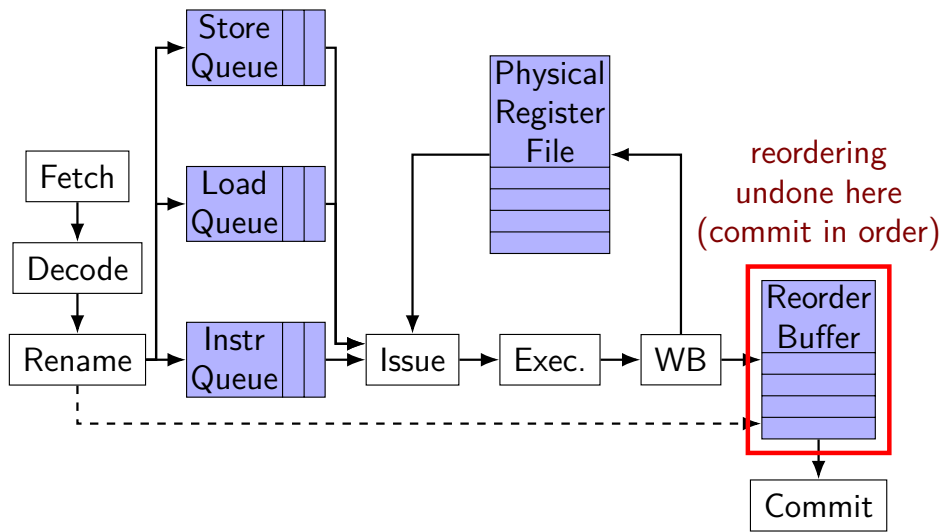 Store
Queue
Physical
Register
File
Fetch
Load
Queue
reordering
undone here
(commit in order)
Decode
Rename
Instr
Queue
Issue
Exec.
WB
Reorder
Buffer
Commit